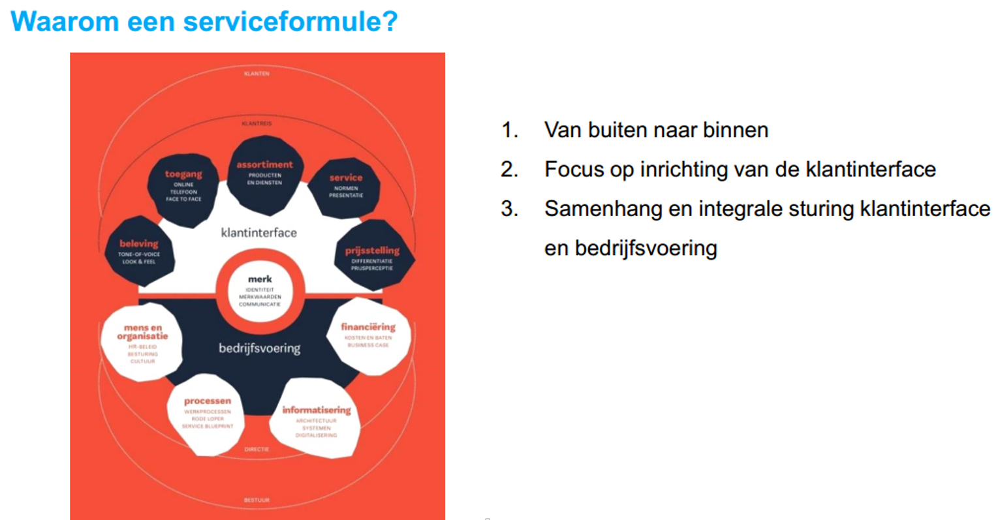 Waarom een serviceformule?
KLANTEN
KLANTREIS
assortiment
PRODUCTEN
EN DIENSTEN
toegang
ONLINE
TELEFOON
FACE TO FACE
service
NORMEN
PRESENTATIE
klantinterface
beleving
TONE-OF-VOICE
LOOK & FEEL
prijsstelling
DIFFERENTIATIE
PRIJSPERCEPTIE
merk
IDENTITEIT
MERKWAARDEN
COMMUNICATIE
mens en
organisatie
HR-BELEID
BESTURING
CULTUUR
financiëring
KOSTEN EN BATEN
BUSINESS CASE
bedrijfsvoering
processen
WERKPROCESSEN
RODE LOPER
SERVICE BLUEPRINT
informatisering
ARCHITECTUUR
SYSTEMEN
DIGITALISERING
DIRECTIE
BESTUUR
1. Van buiten naar binnen
2. Focus op inrichting van de klantinterface
3. Samenhang en integrale sturing klantinterface
en bedrijfsvoering